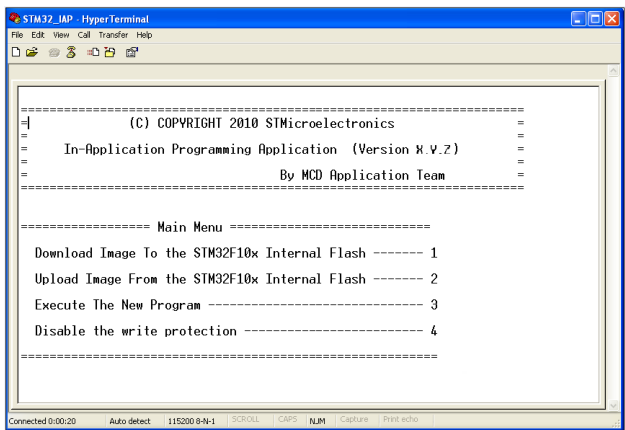 STM32_IAP - HyperTerminal
File Edit View Call Transfer Help
======================================================================
=| (C) COPYRIGHT 2010 STMicroelectronics =
= =
= In-Application Programming Application (Version X.Y.Z) =
= =
= By MCD Application Team =
======================================================================
================== Main Menu ============================
Download Image To the STM32F10x Internal Flash ------- 1
Upload Image From the STM32F10x Internal Flash ------- 2
Execute The New Program ------------------------------ 3
Disable the write protection ------------------------- 4
==========================================================
Connected 0:00:20 Auto detect 115200 8-N-1 SCROLL CAPS NUM Capture Print echo